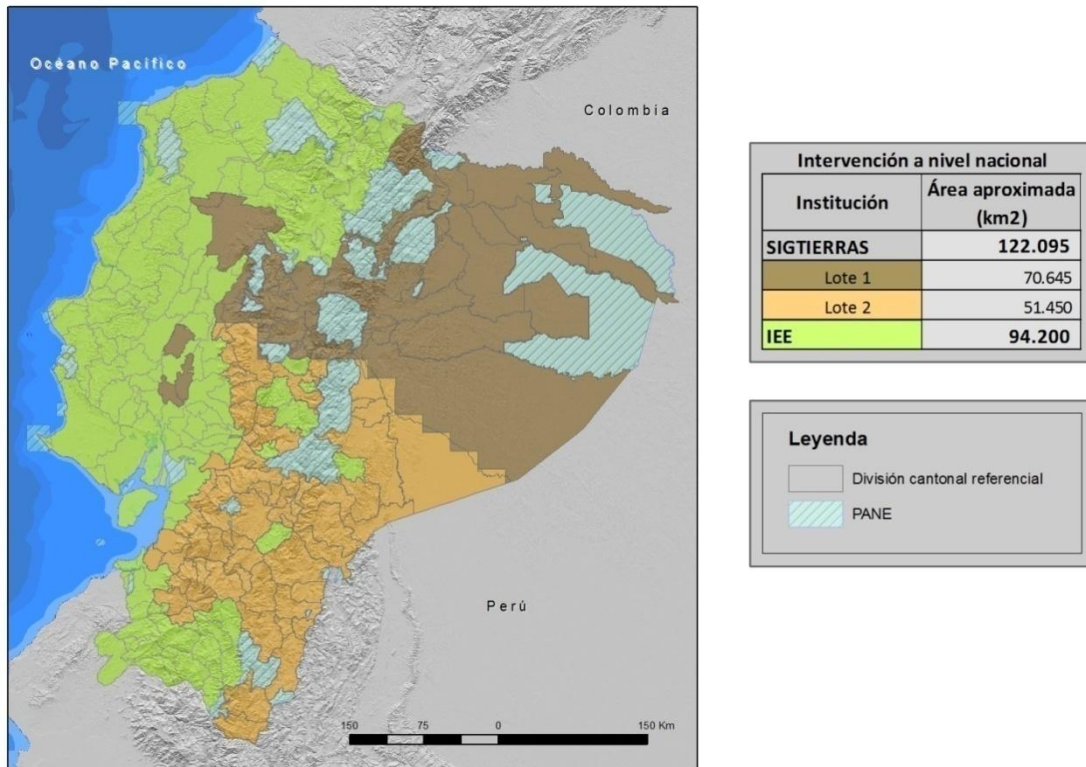 Océano Pacífico
Colombia
Perú
150 75 0 150 Km
Intervención a nivel nacional
Institución Área aproximada (km2)
SIGTIERRAS 122.095
Lote 1 70.645
Lote 2 51.450
IEE 94.200
Leyenda
División cantonal referencial
PANE